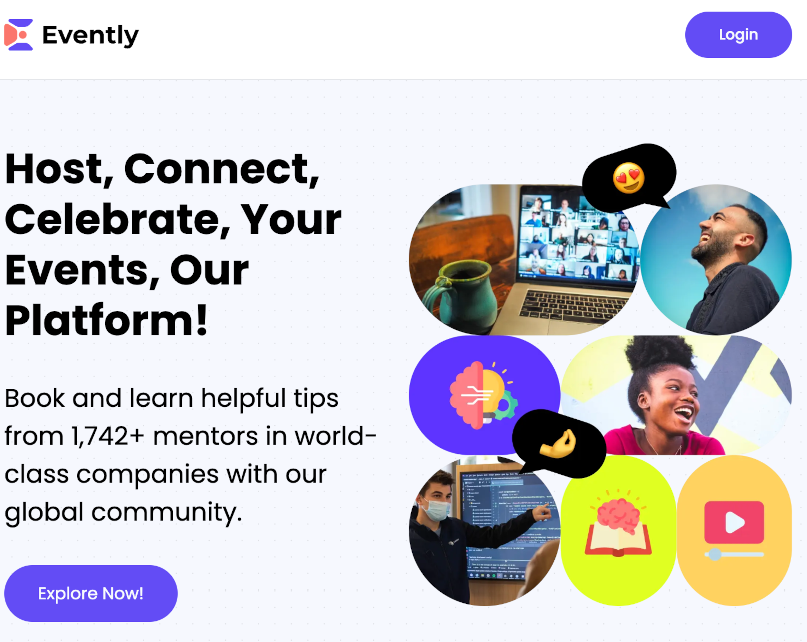 Evently
Login
Host, Connect,
Celebrate, Your
Events, Our
Platform!
Book and learn helpful tips
from 1,742+ mentors in world-
class companies with our
global community.
Explore Now!